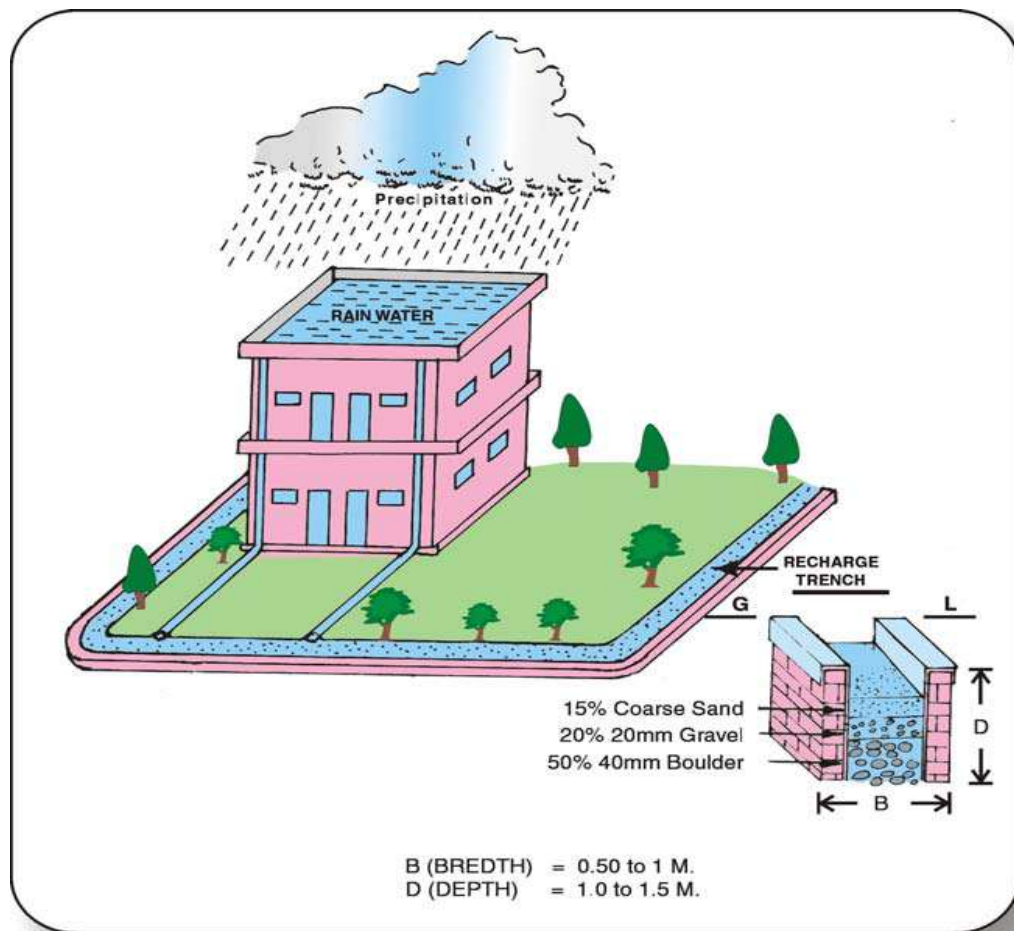 Precipitation
RAIN WATER
RECHARGE
TRENCH
G L
15% Coarse Sand
20% 20mm Gravel
50% 40mm Boulder
D
B
B (BREDTH) = 0.50 to 1 M.
D (DEPTH) = 1.0 to 1.5 M.